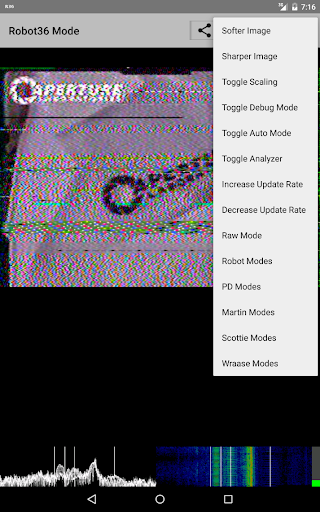 7:16
Robot36 Mode
Softer Image
Sharper Image
Toggle Scaling
Toggle Debug Mode
Toggle Auto Mode
Toggle Analyzer
Increase Update Rate
Decrease Update Rate
Raw Mode
Robot Modes
PD Modes
Martin Modes
Scottie Modes
Wraase Modes
APERTURE